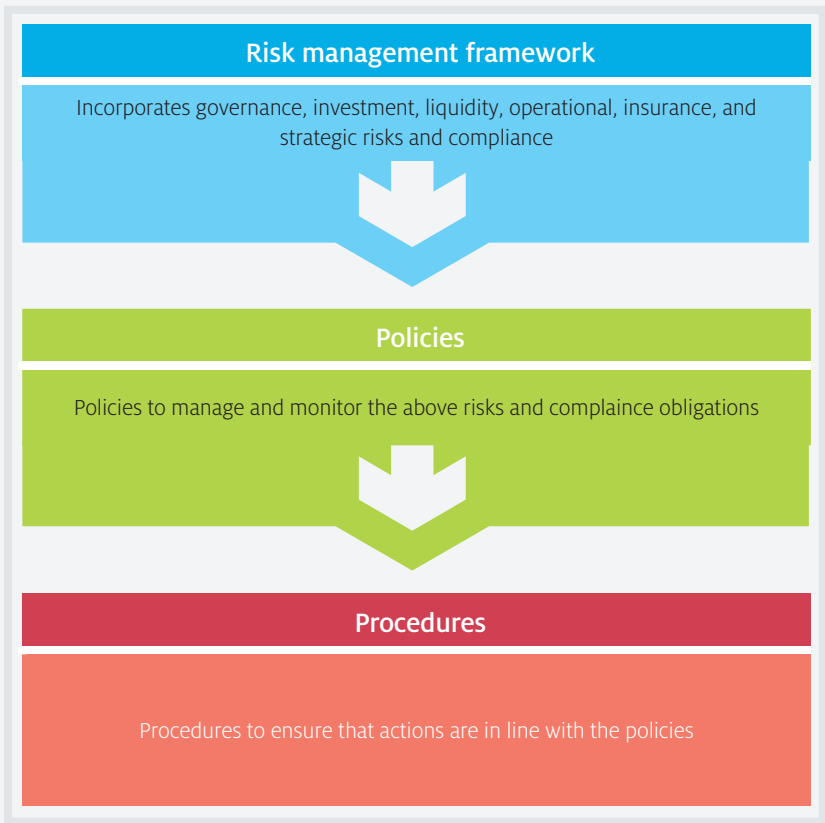 Risk management framework
Incorporates governance, investment, liquidity, operational, insurance, and
strategic risks and compliance
Policies
Policies to manage and monitor the above risks and complaince obligations
Procedures
Procedures to ensure that actions are in line with the policies